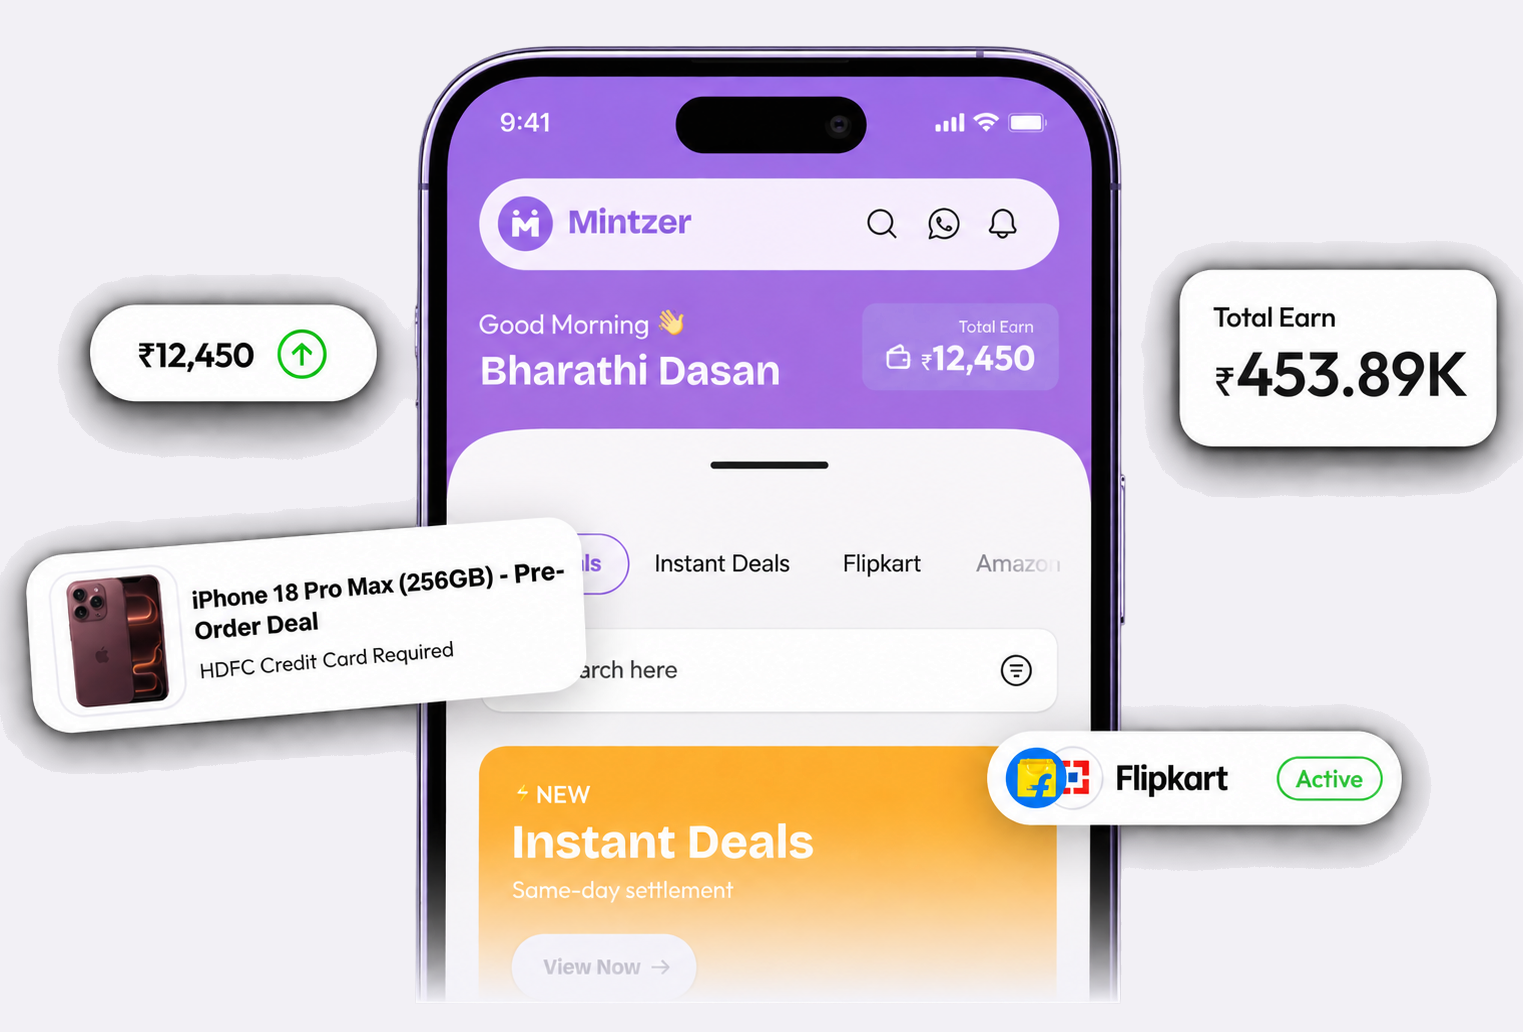 9:41
Mintzer
Good Morning 👋
Bharathi Dasan
Total Earn
₹12,450
₹12,450
Total Earn
₹453.89K
iPhone 18 Pro Max (256GB) - Pre-
Order Deal
HDFC Credit Card Required
ls
Instant Deals
Flipkart
Amazon
arch here
Flipkart
Active
⚡ NEW
Instant Deals
Same-day settlement
View Now →